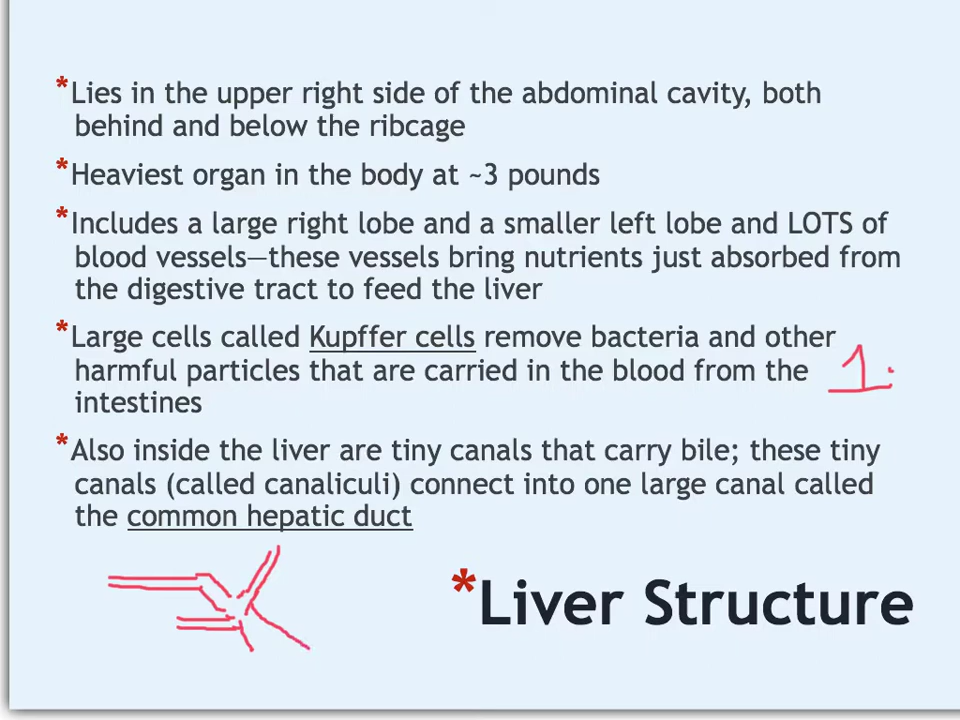 *Lies in the upper right side of the abdominal cavity, both
behind and below the ribcage
*Heaviest organ in the body at ~3 pounds
*Includes a large right lobe and a smaller left lobe and LOTS of
blood vessels—these vessels bring nutrients just absorbed from
the digestive tract to feed the liver
*Large cells called Kupffer cells remove bacteria and other
harmful particles that are carried in the blood from the
intestines
1.
*Also inside the liver are tiny canals that carry bile; these tiny
canals (called canaliculi) connect into one large canal called
the common hepatic duct
*Liver Structure